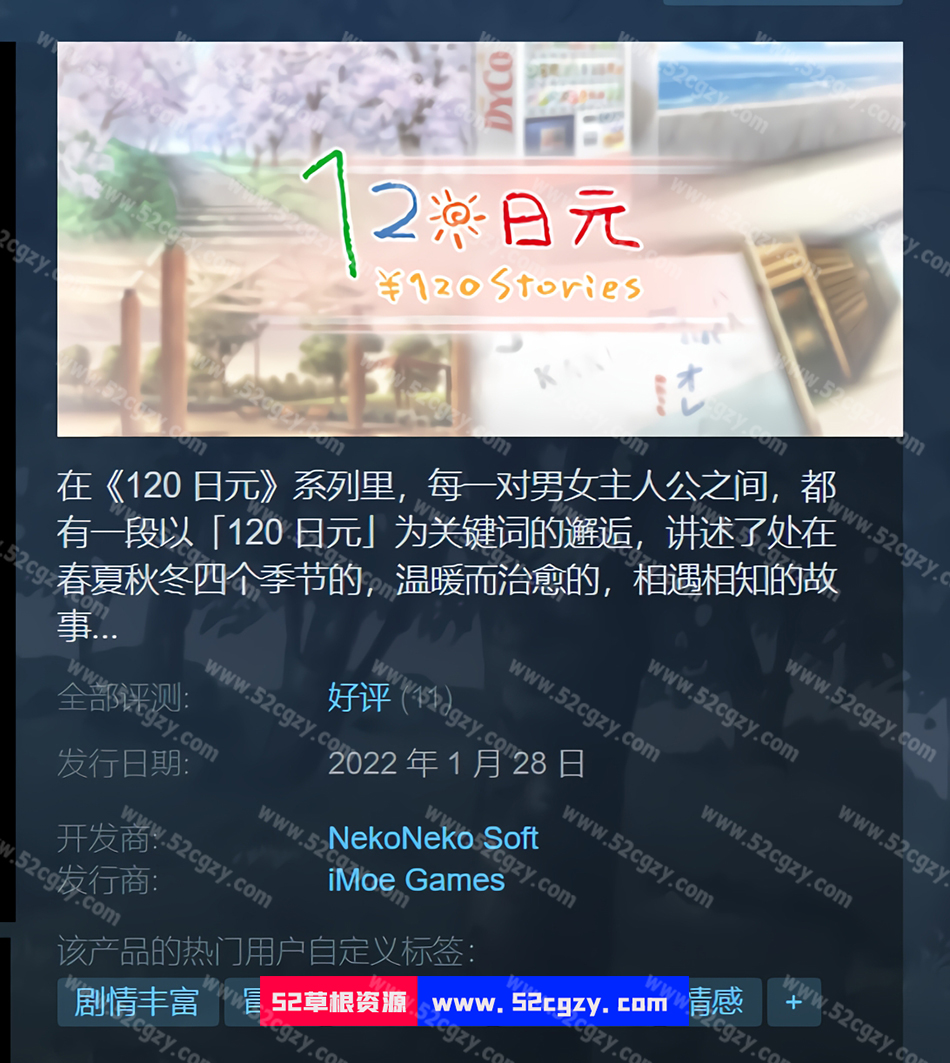 DyCo
120日元
¥120Stories
オレ
在《120 日元》系列里，每一对男女主人公之间，都
有一段以「120 日元」为关键词的邂逅，讲述了处在
春夏秋冬四个季节的，温暖而治愈的，相遇相知的故
事...
全部评测: 好评 (11)
发行日期: 2022 年 1 月 28 日
开发商: NekoNeko Soft
发行商: iMoe Games
该产品的热门用户自定义标签:
剧情丰富 冒 52草根资源 www.52cgzy.com 情感 +
www.52cgzy.com